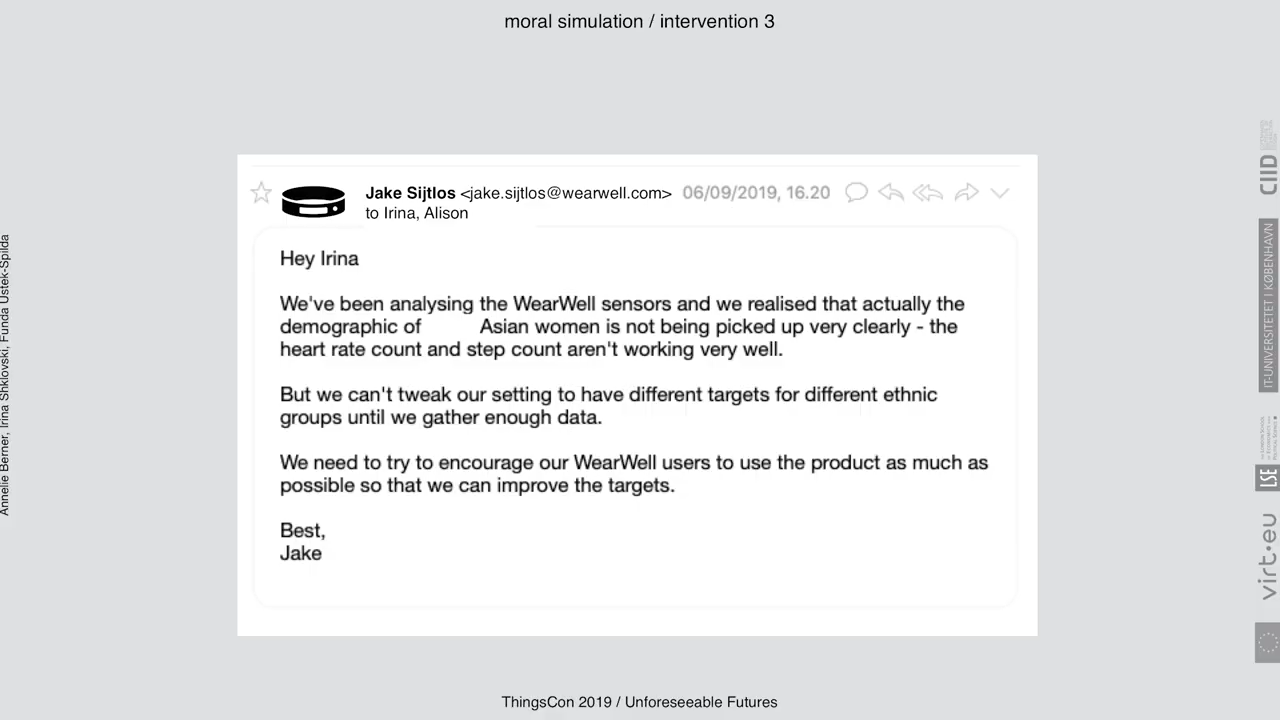 moral simulation / intervention 3
Jake Sijtlos <jake.sijtlos@wearwell.com> 06/09/2019, 16.20
to Irina, Alison
Hey Irina
We've been analysing the WearWell sensors and we realised that actually the
demographic of Asian women is not being picked up very clearly - the
heart rate count and step count aren't working very well.
But we can't tweak our setting to have different targets for different ethnic
groups until we gather enough data.
We need to try to encourage our WearWell users to use the product as much as
possible so that we can improve the targets.
Best,
Jake
ThingsCon 2019 / Unforeseeable Futures
Annelie Berner, Irina Shklovski, Funda Ustek-Spilda
CIID
IT-UNIVERSITETET I KØBENHAVN
LSE
virt·eu